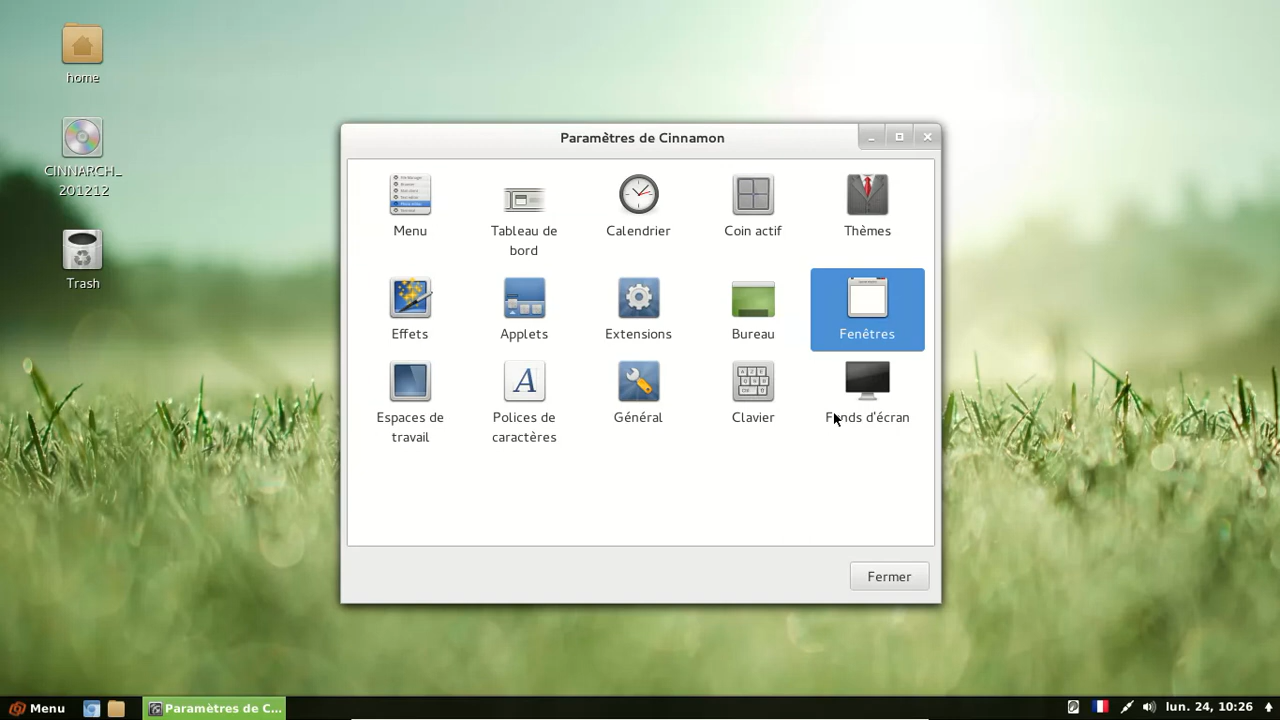 home
CINNARCH_
201212
Trash
Paramètres de Cinnamon
Menu
Tableau de
bord
Calendrier
Coin actif
Thèmes
Effets
Applets
Extensions
Bureau
Fenêtres
Espaces de
travail
Polices de
caractères
Général
Clavier
Fonds d'écran
Fermer
Menu
Paramètres de C...
lun. 24, 10:26